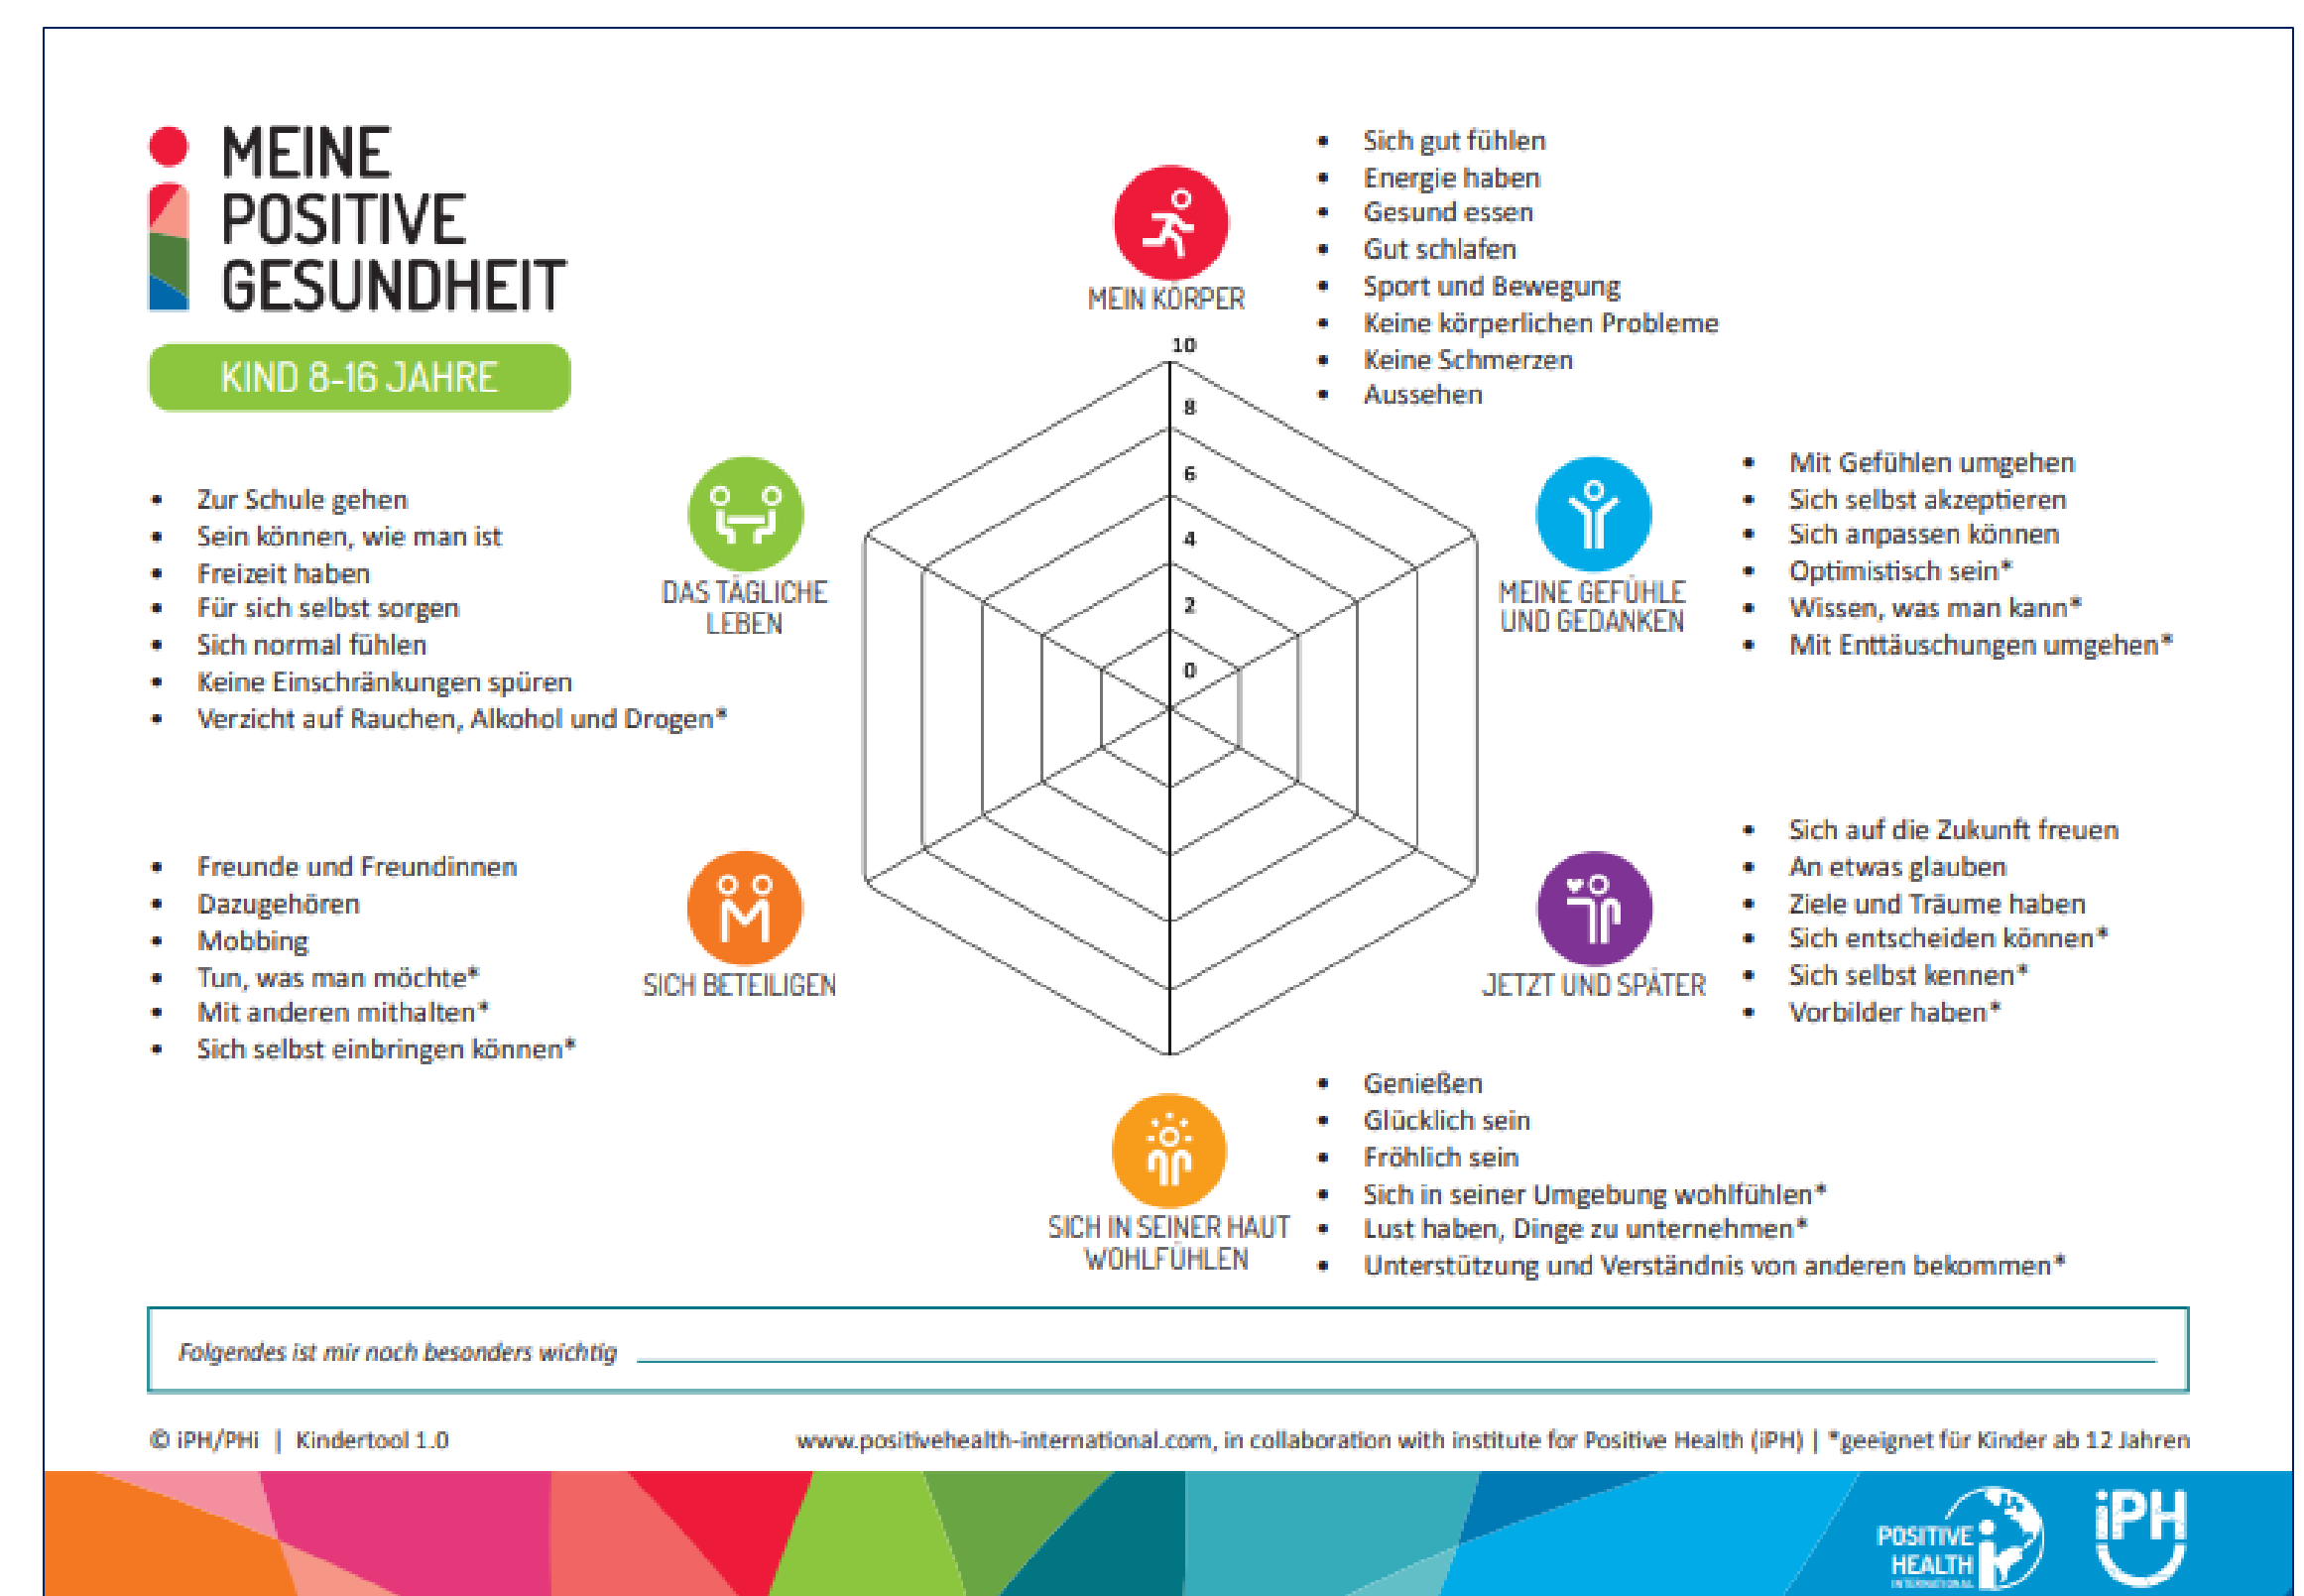 MEINE
POSITIVE
GESUNDHEIT
KIND 8-16 JAHRE
MEIN KÖRPER
• Sich gut fühlen
• Energie haben
• Gesund essen
• Gut schlafen
• Sport und Bewegung
• Keine körperlichen Probleme
• Keine Schmerzen
• Aussehen
10
8
6
4
2
0
DAS TÄGLICHE
LEBEN
• Zur Schule gehen
• Sein können, wie man ist
• Freizeit haben
• Für sich selbst sorgen
• Sich normal fühlen
• Keine Einschränkungen spüren
• Verzicht auf Rauchen, Alkohol und Drogen*
MEINE GEFÜHLE
UND GEDANKEN
• Mit Gefühlen umgehen
• Sich selbst akzeptieren
• Sich anpassen können
• Optimistisch sein*
• Wissen, was man kann*
• Mit Enttäuschungen umgehen*
• Freunde und Freundinnen
• Dazugehören
• Mobbing
• Tun, was man möchte*
• Mit anderen mithalten*
• Sich selbst einbringen können*
SICH BETEILIGEN
JETZT UND SPÄTER
• Sich auf die Zukunft freuen
• An etwas glauben
• Ziele und Träume haben
• Sich entscheiden können*
• Sich selbst kennen*
• Vorbilder haben*
SICH IN SEINER HAUT
WOHLFÜHLEN
• Genießen
• Glücklich sein
• Fröhlich sein
• Sich in seiner Umgebung wohlfühlen*
• Lust haben, Dinge zu unternehmen*
• Unterstützung und Verständnis von anderen bekommen*
Folgendes ist mir noch besonders wichtig
© iPH/PHi | Kindertool 1.0
www.positivehealth-international.com, in collaboration with institute for Positive Health (iPH) | *geeignet für Kinder ab 12 Jahren
POSITIVE
HEALTH
INTERNATIONAL
iPH